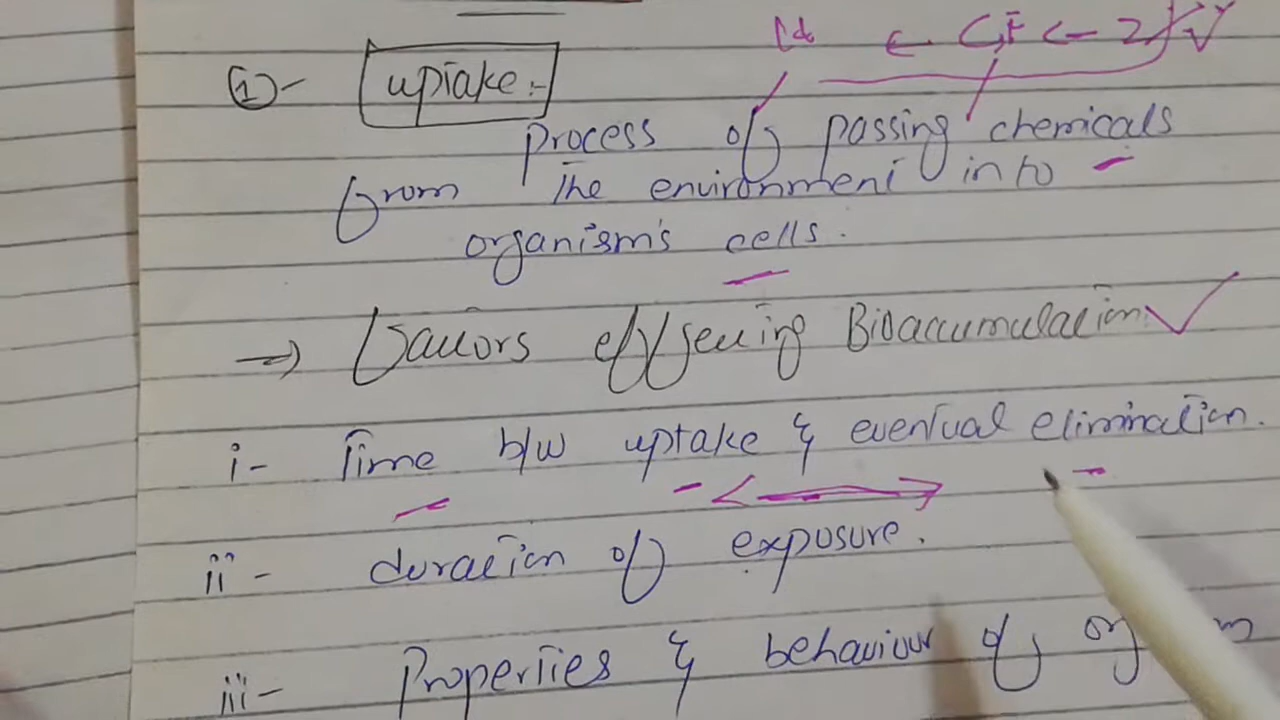 ①- uptake:-
Process of passing chemicals
from the environment into
organism's cells.
→ Factors effecting Bioaccumulation
i- Time b/w uptake & eventual elimination.
ii- duration of exposure.
iii- Properties & behaviour of